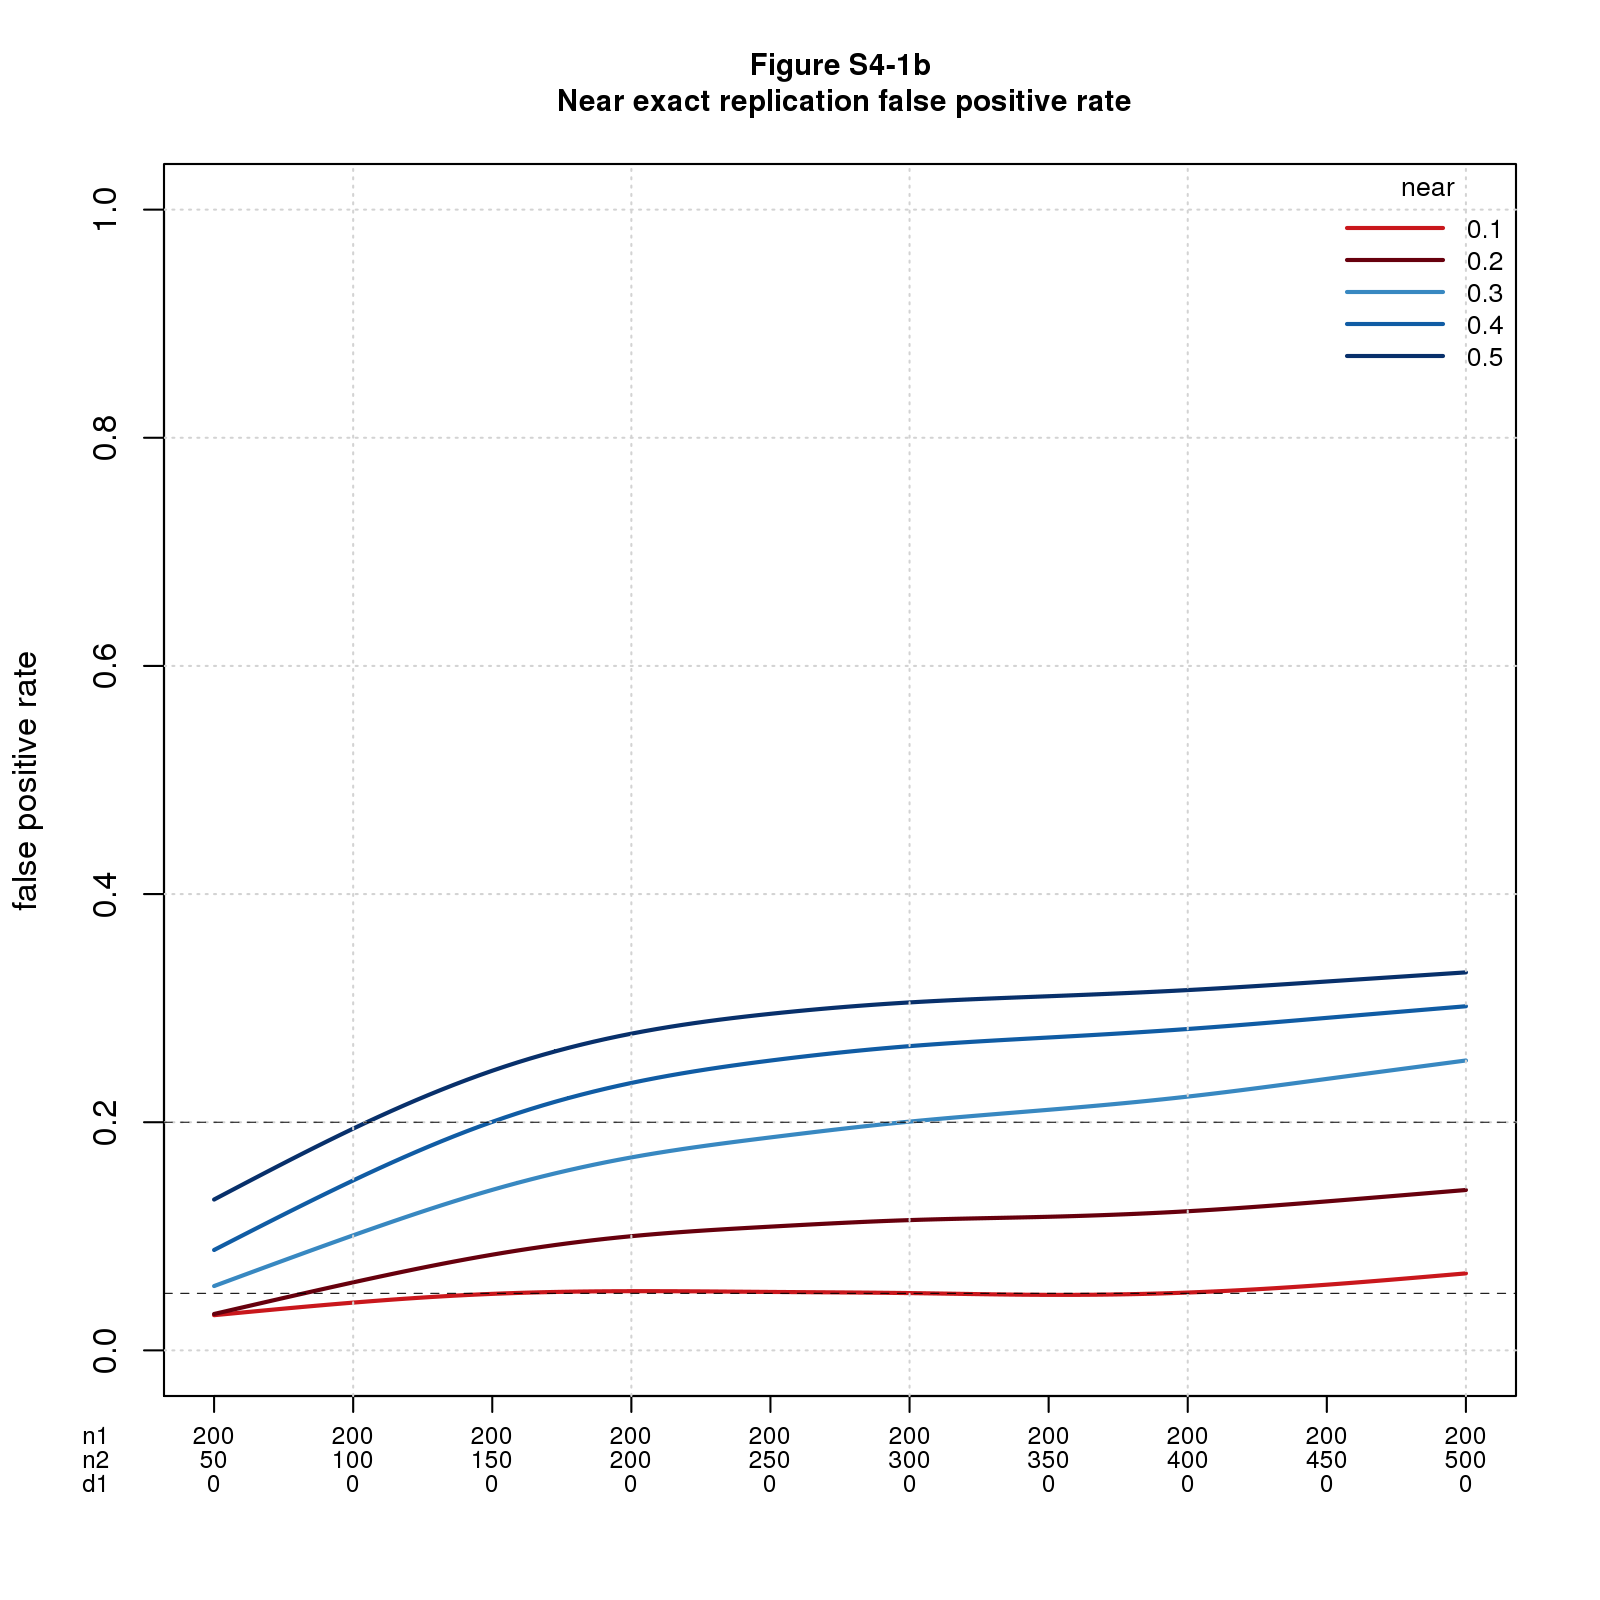 Figure S4-1b
Near exact replication false positive rate
near
0.1
0.2
0.3
0.4
0.5
false positive rate
1.0
0.8
0.6
0.4
0.2
0.0
n1 200 200 200 200 200 200 200 200 200 200
n2 50 100 150 200 250 300 350 400 450 500
d1 0 0 0 0 0 0 0 0 0 0